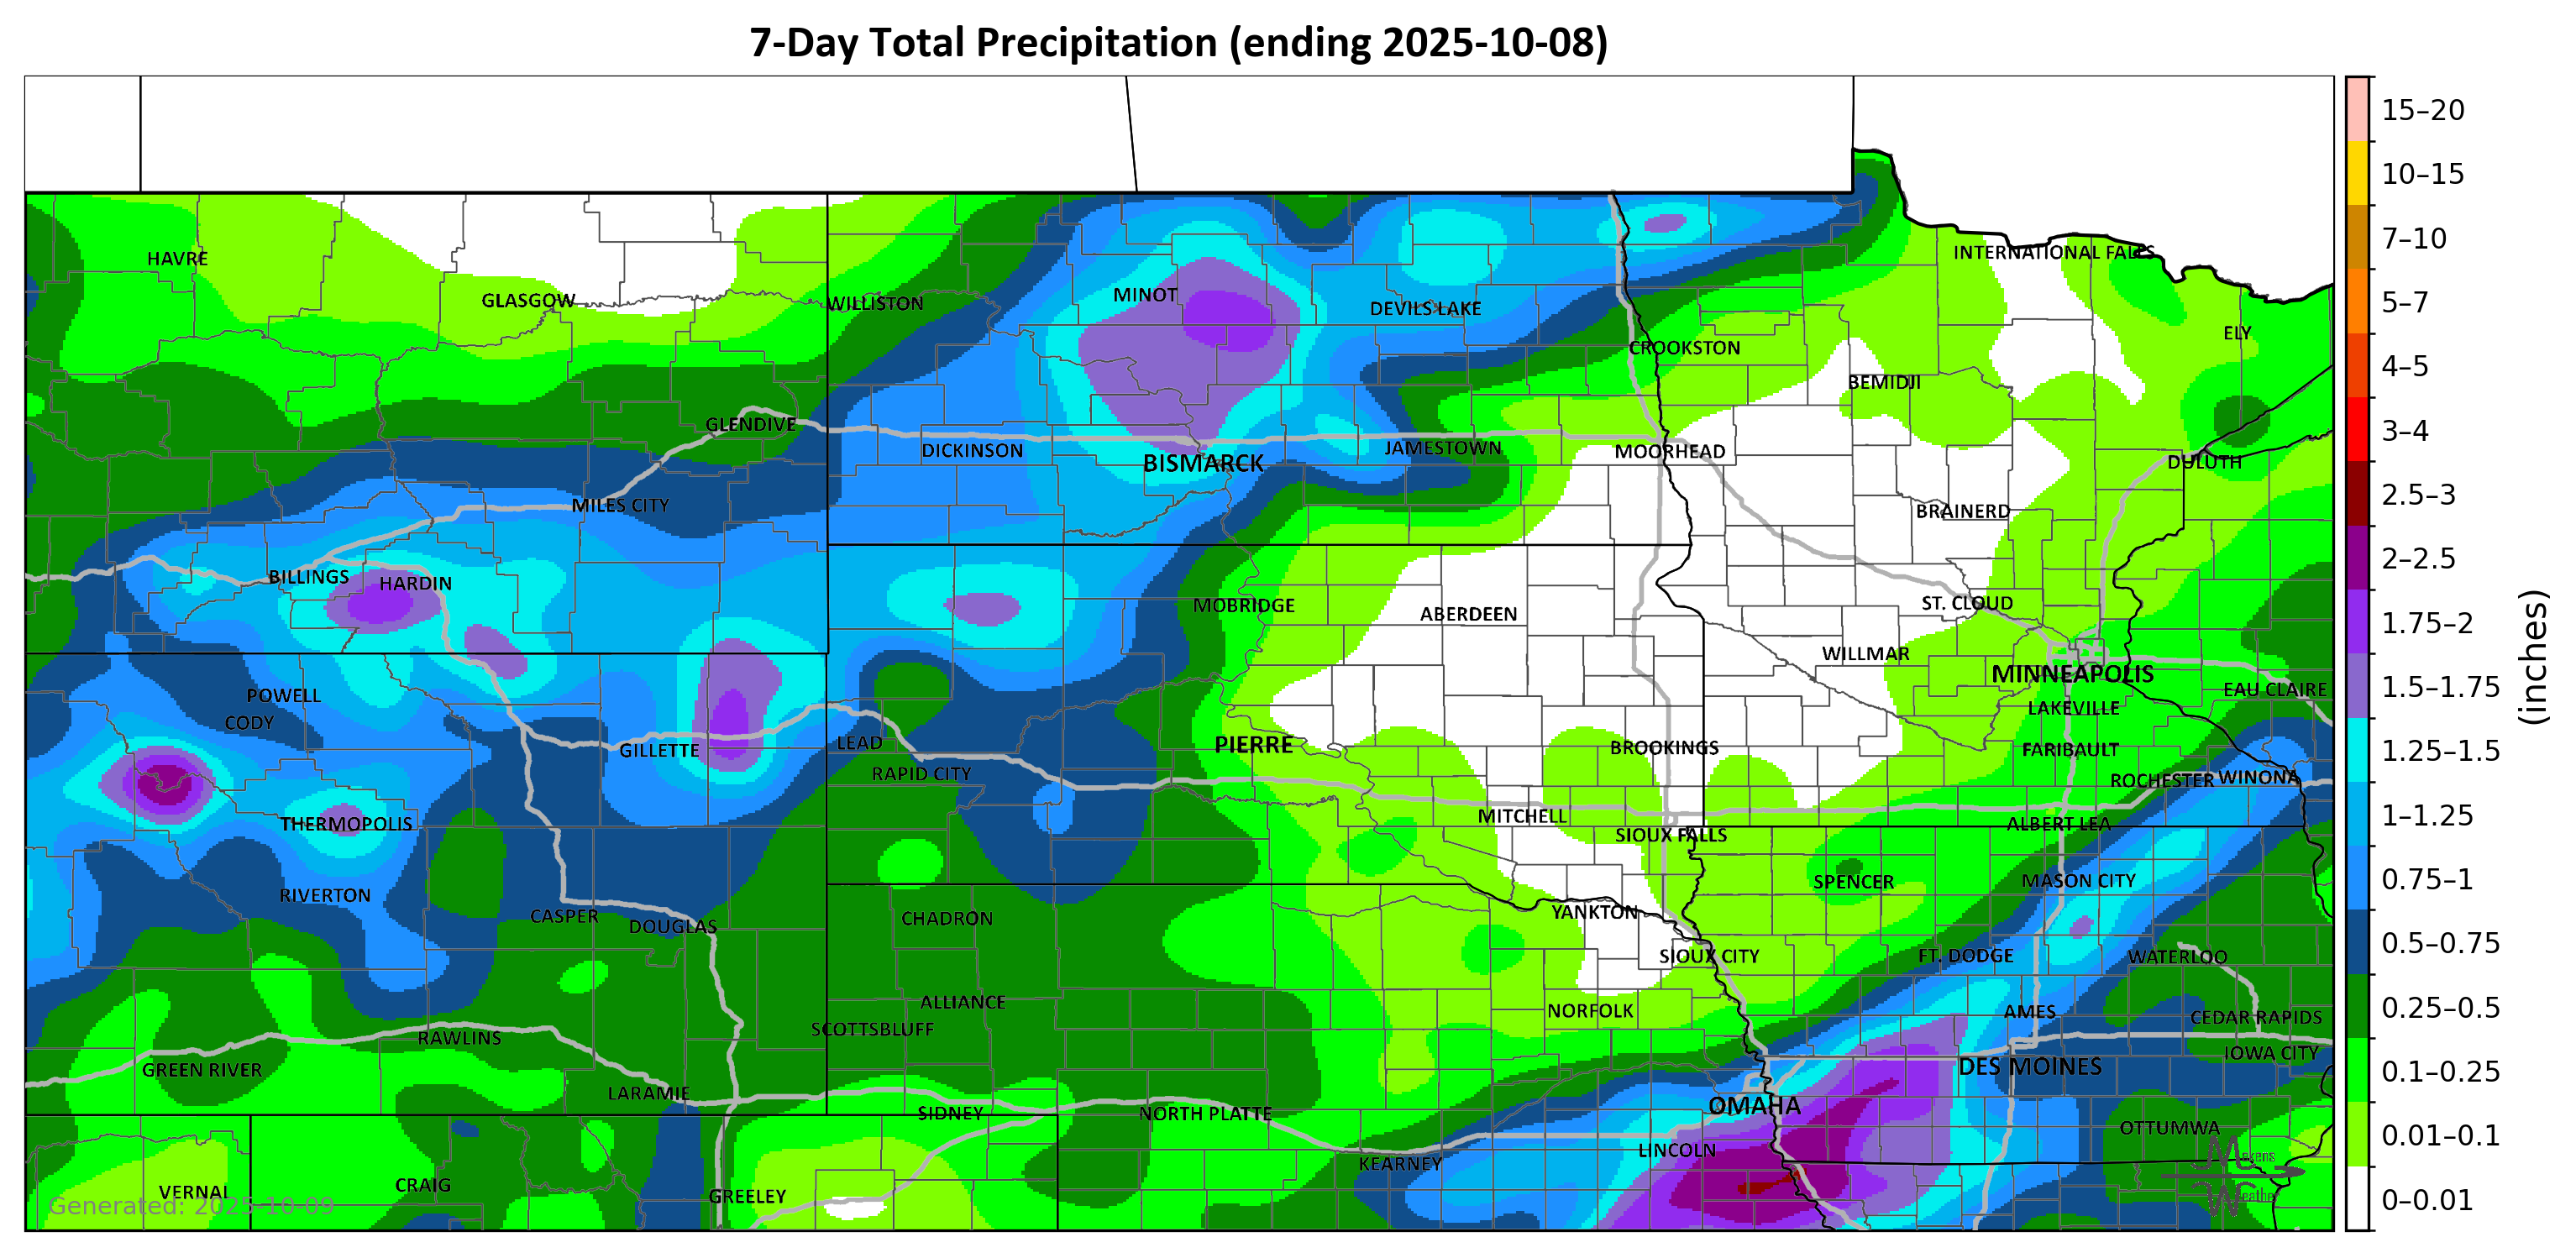 7-Day Total Precipitation (ending 2025-10-08)
15–20
10–15
7–10
5–7
4–5
3–4
2.5–3
2–2.5
1.75–2
1.5–1.75
1.25–1.5
1–1.25
0.75–1
0.5–0.75
0.25–0.5
0.1–0.25
0.01–0.1
0–0.01
(inches)
HAVRE
INTERNATIONAL FALLS
GLASGOW
WILLISTON
MINOT
DEVILS LAKE
ELY
CROOKSTON
BEMIDJI
GLENDIVE
DICKINSON
BISMARCK
JAMESTOWN
MOORHEAD
DULUTH
MILES CITY
BRAINERD
BILLINGS
HARDIN
MOBRIDGE
ABERDEEN
ST. CLOUD
WILLMAR
MINNEAPOLIS
POWELL
EAU CLAIRE
CODY
LAKEVILLE
GILLETTE
LEAD
PIERRE
BROOKINGS
FARIBAULT
RAPID CITY
ROCHESTER
WINONA
THERMOPOLIS
MITCHELL
SIOUX FALLS
ALBERT LEA
RIVERTON
SPENCER
MASON CITY
CASPER
DOUGLAS
CHADRON
YANKTON
SIOUX CITY
FT. DODGE
WATERLOO
ALLIANCE
NORFOLK
AMES
CEDAR RAPIDS
RAWLINS
SCOTTSBLUFF
IOWA CITY
GREEN RIVER
DES MOINES
LARAMIE
SIDNEY
NORTH PLATTE
OMAHA
OTTUMWA
LINCOLN
KEARNEY
VERNAL
CRAIG
GREELEY
Generated: 2025-10-09
Makens
Weather